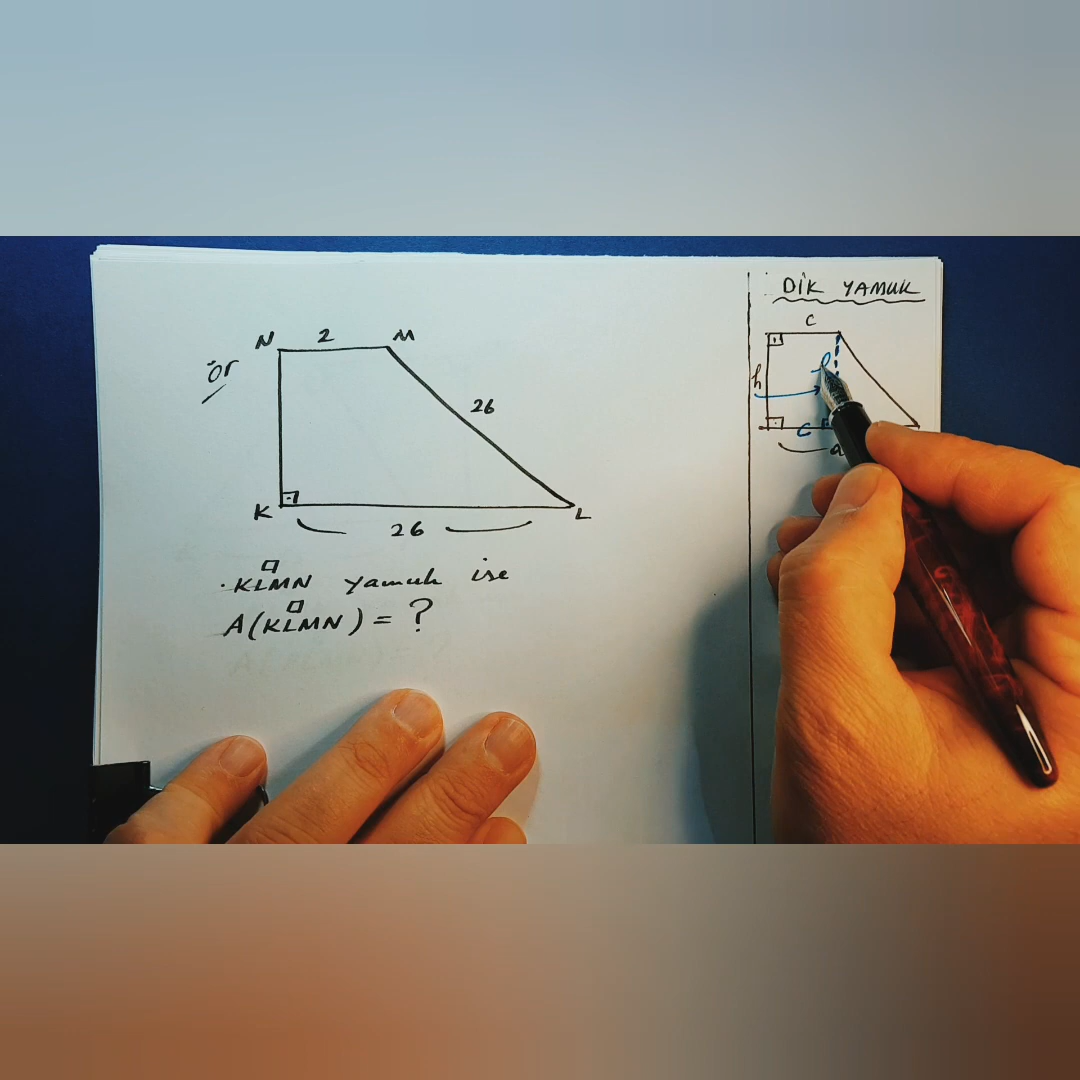 ör
N 2 M
26
K L
26
KLMN yamuk ise
A(KLMN) = ?
DİK YAMUK
c
h
c
a